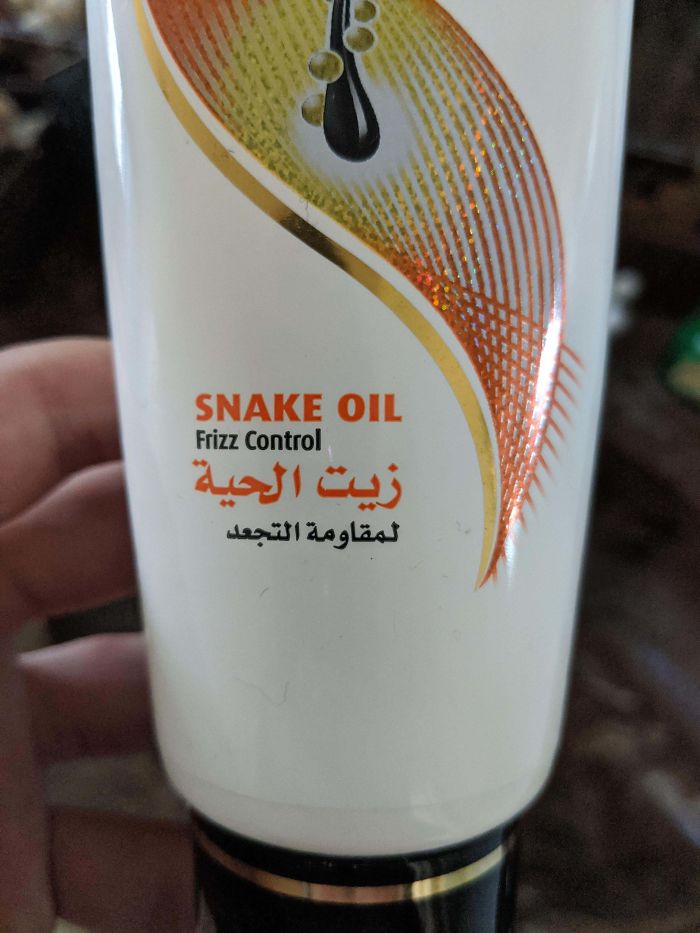 SNAKE OIL
Frizz Control
زيت الحية
لمقاومة التجعد